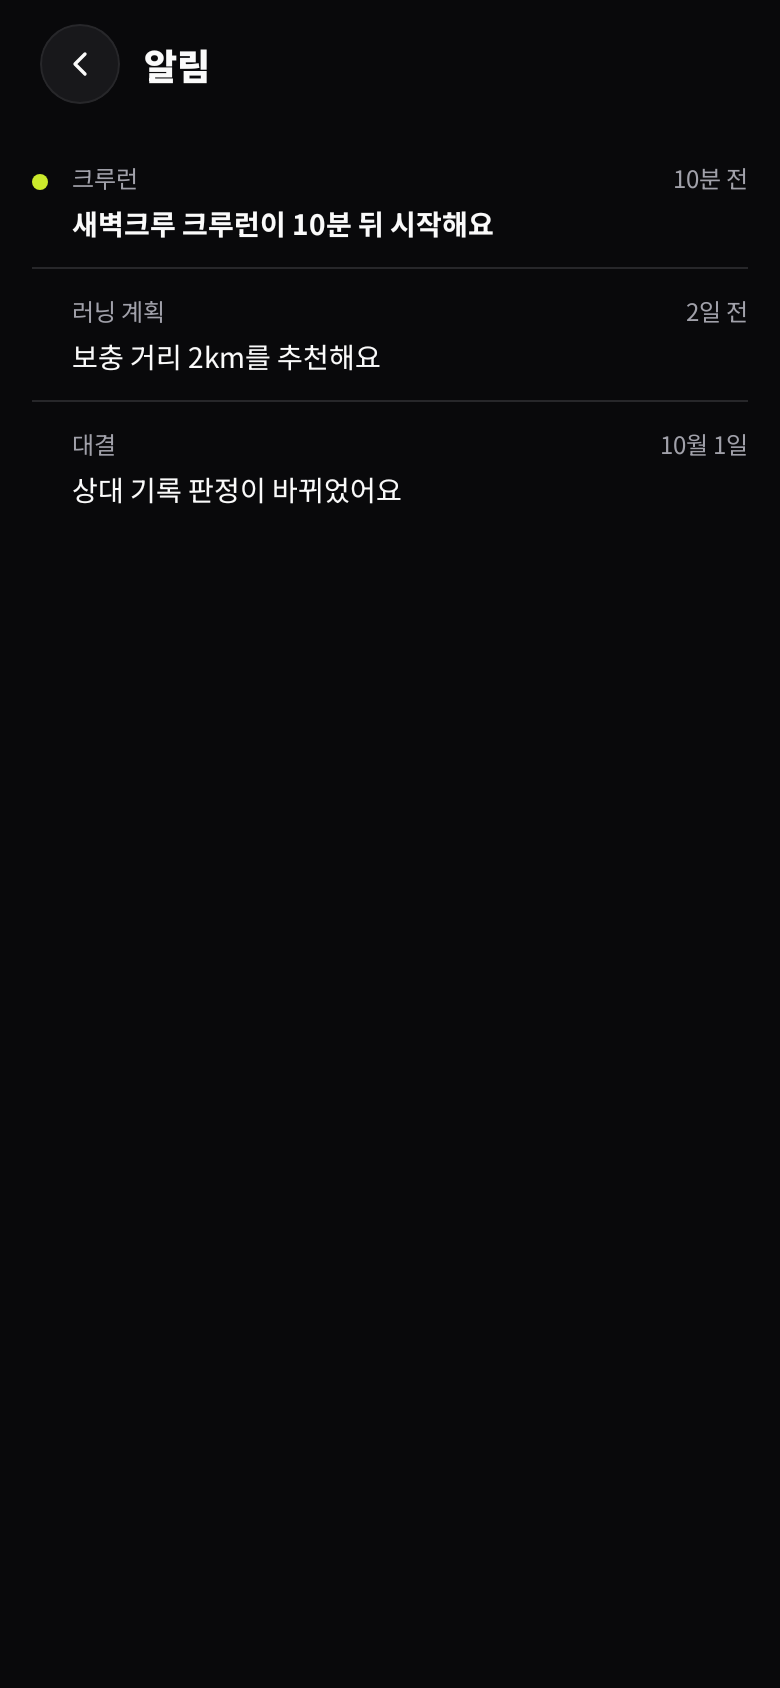 알림
크루런 10분 전
새벽크루 크루런이 10분 뒤 시작해요
러닝 계획 2일 전
보충 거리 2km를 추천해요
대결 10월 1일
상대 기록 판정이 바뀌었어요